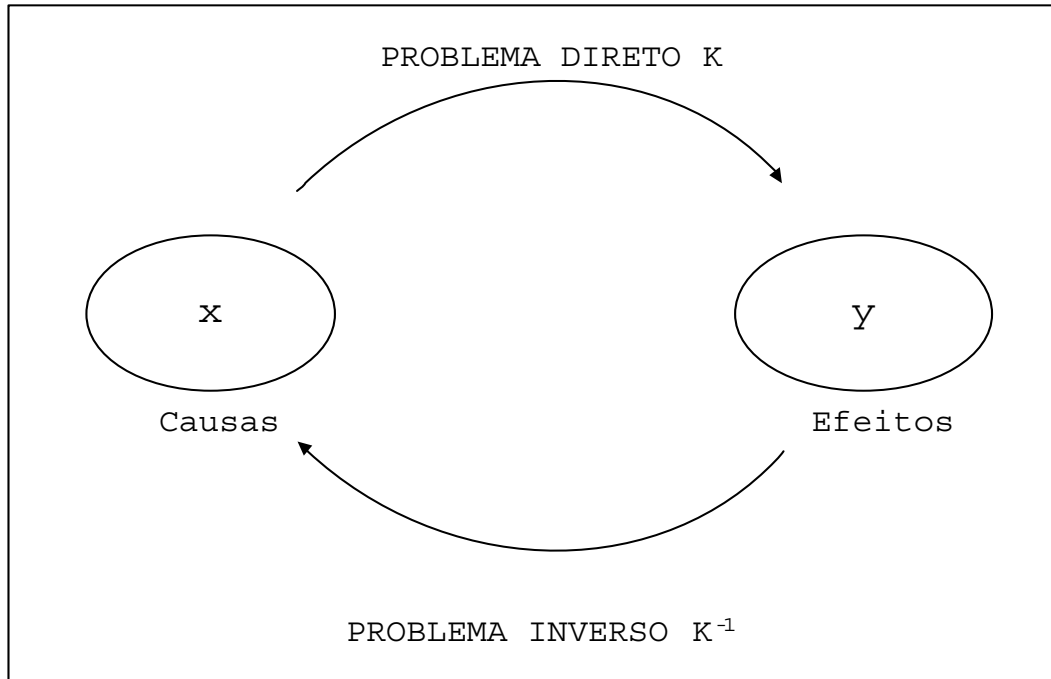 PROBLEMA DIRETO K
x
y
Causas
Efeitos
PROBLEMA INVERSO K⁻¹